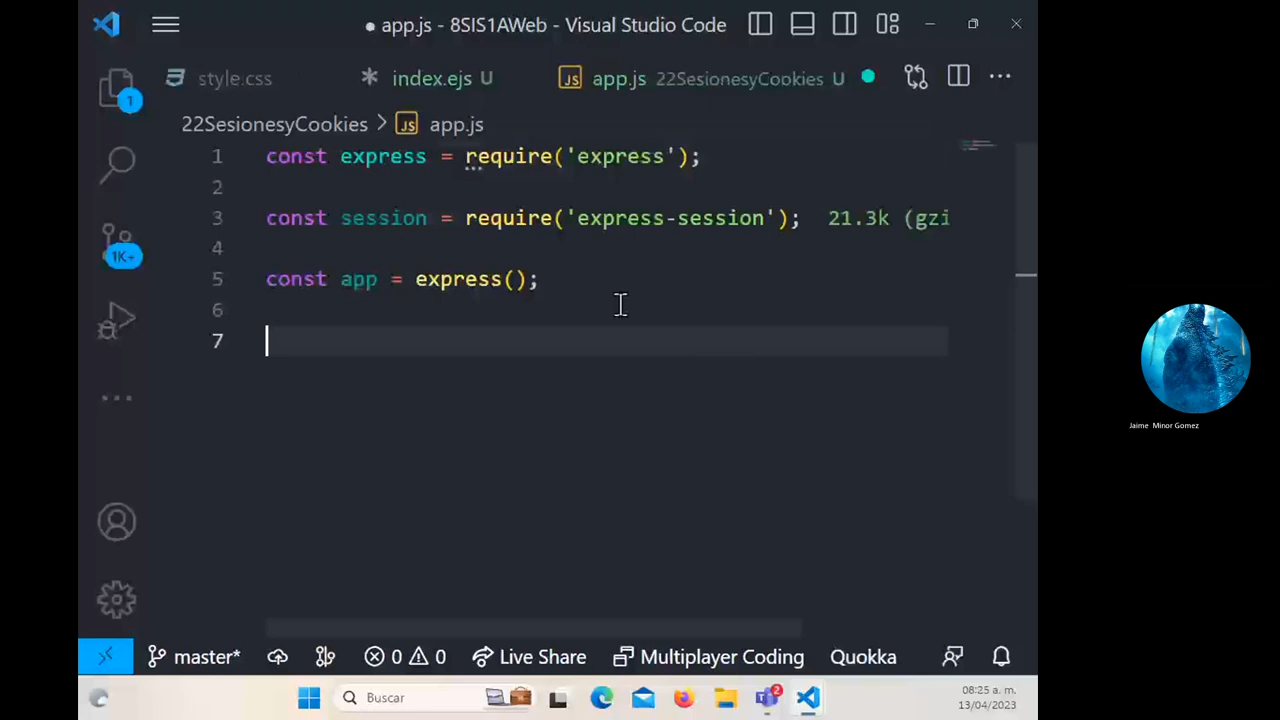 ● app.js - 8SIS1AWeb - Visual Studio Code
style.css
index.ejs U
JS app.js 22SesionesyCookies U
1
22SesionesyCookies > JS app.js
1 const express = require('express');
2
3 const session = require('express-session'); 21.3k (gzi
4
5 const app = express();
6
7
1K+
Jaime Minor Gomez
master* 0 0 Live Share Multiplayer Coding Quokka
Buscar
2
08:25 a. m.
13/04/2023